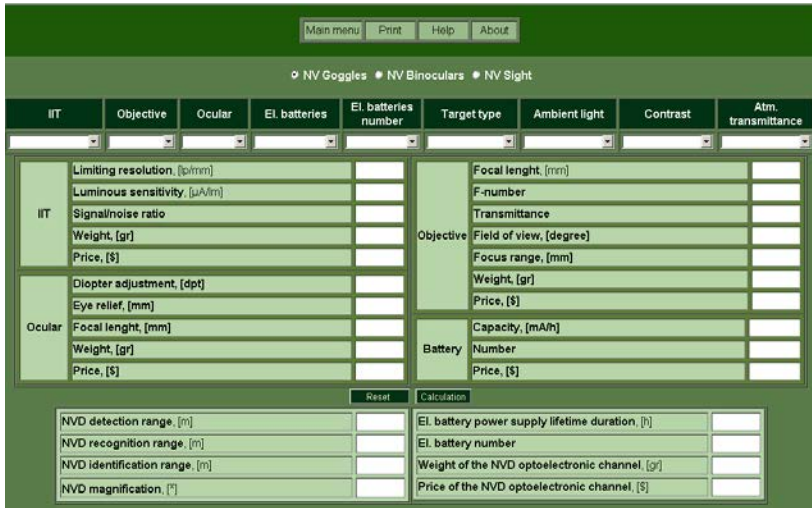 Main menu Print Help About
NV Goggles NV Binoculars NV Sight
IIT Objective Ocular El. batteries El. batteries number Target type Ambient light Contrast Atm. transmittance
IIT
Limiting resolution, [lp/mm]
Luminous sensitivity, [µA/lm]
Signal/noise ratio
Weight, [gr]
Price, [$]
Ocular
Diopter adjustment, [dpt]
Eye relief, [mm]
Focal lenght, [mm]
Weight, [gr]
Price, [$]
Objective
Focal lenght, [mm]
F-number
Transmittance
Field of view, [degree]
Focus range, [mm]
Weight, [gr]
Price, [$]
Battery
Capacity, [mA/h]
Number
Price, [$]
Reset Calculation
NVD detection range, [m]
NVD recognition range, [m]
NVD identification range, [m]
NVD magnification, [×]
El. battery power supply lifetime duration, [h]
El. battery number
Weight of the NVD optoelectronic channel, [gr]
Price of the NVD optoelectronic channel, [$]